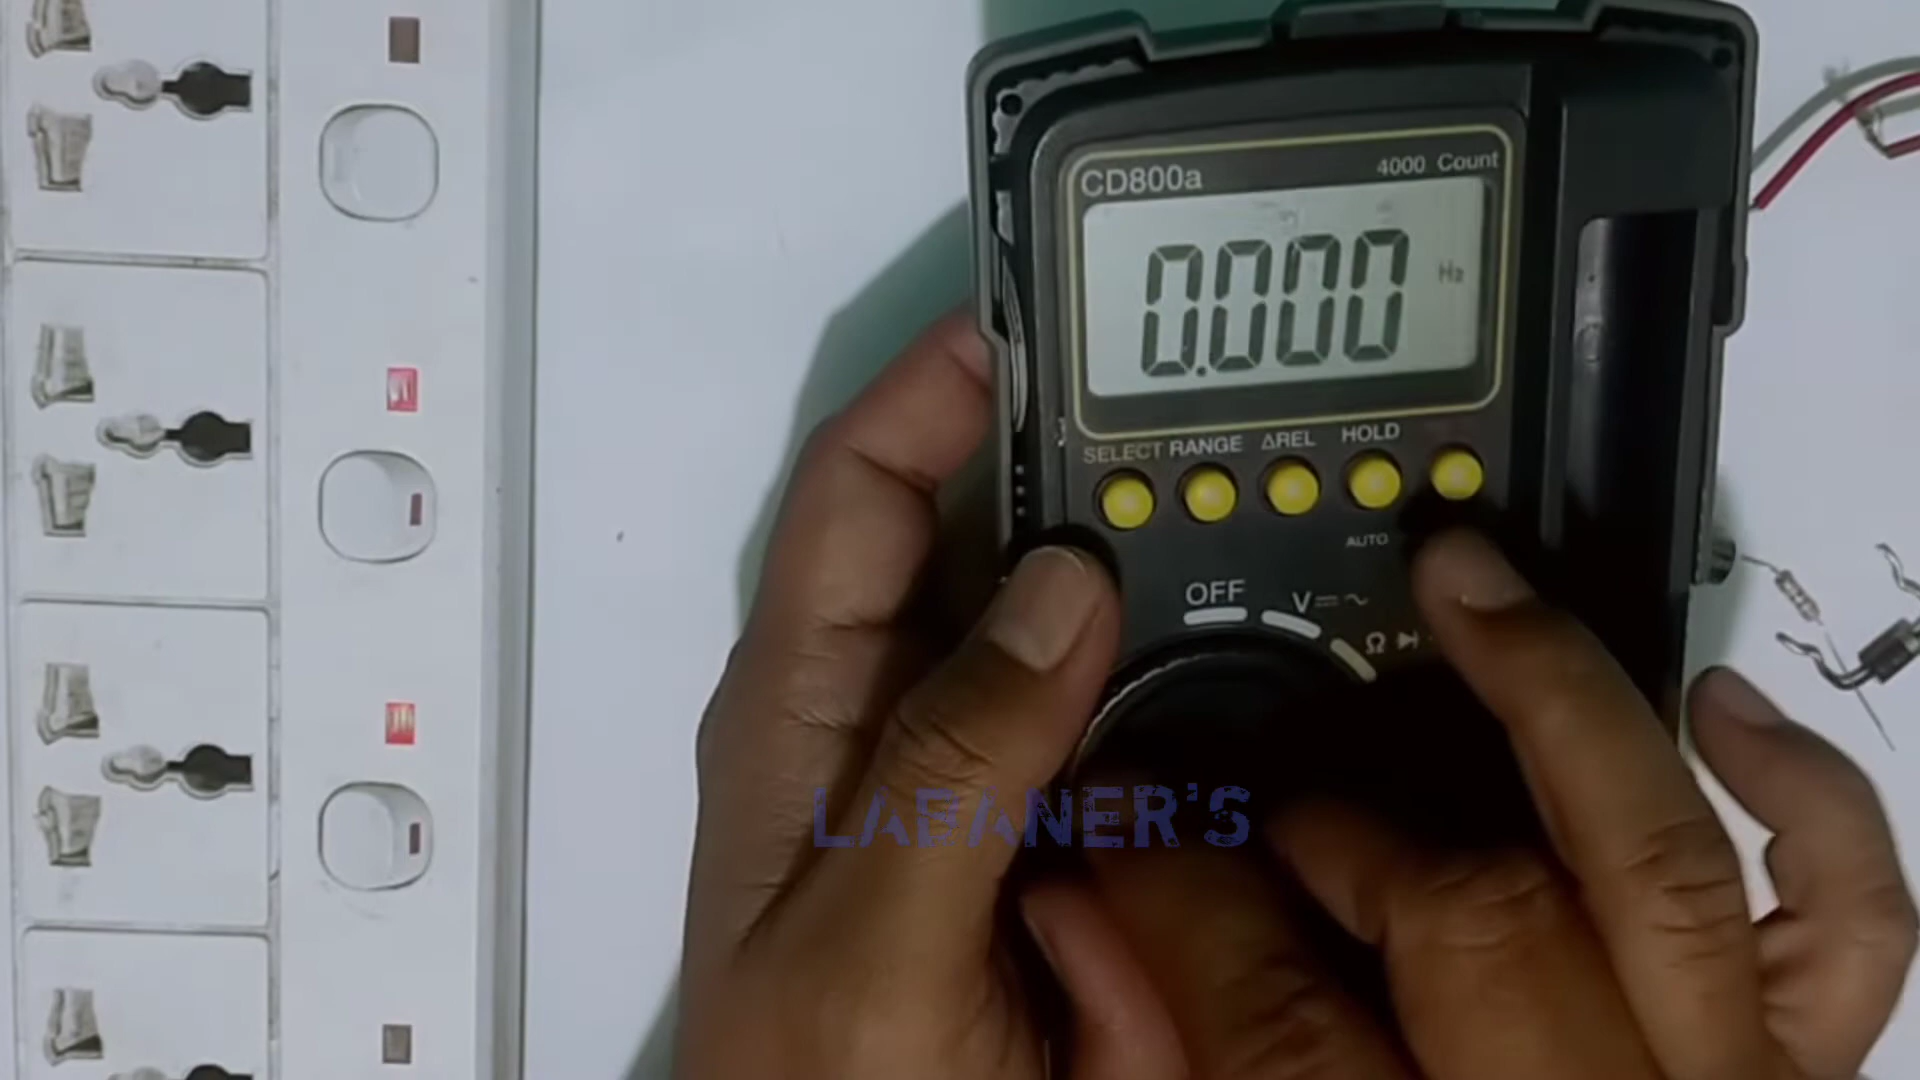 CD800a
4000 Count
0.000
Hz
SELECT RANGE ΔREL HOLD
AUTO
OFF
V ⎓ ~
Ω
LABANER'S